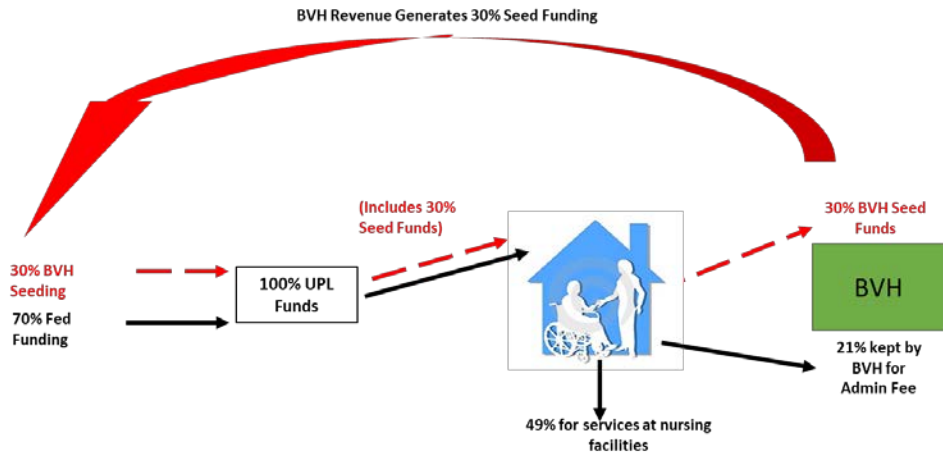 BVH Revenue Generates 30% Seed Funding
(Includes 30%
Seed Funds)
30% BVH Seed
Funds
30% BVH
Seeding
70% Fed
Funding
100% UPL
Funds
BVH
21% kept by
BVH for
Admin Fee
49% for services at nursing
facilities